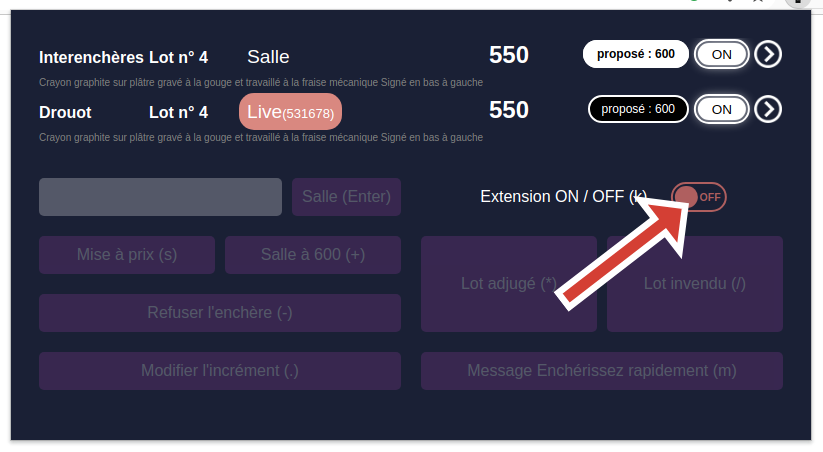 Interenchères Lot n° 4 Salle 550 proposé : 600 ON
Crayon graphite sur plâtre gravé à la gouge et travaillé à la fraise mécanique Signé en bas à gauche
Drouot Lot n° 4 Live(531678) 550 proposé : 600 ON
Crayon graphite sur plâtre gravé à la gouge et travaillé à la fraise mécanique Signé en bas à gauche
Salle (Enter) Extension ON / OFF (k) OFF
Mise à prix (s) Salle à 600 (+)
Lot adjugé (*) Lot invendu (/)
Refuser l'enchère (-)
Modifier l'incrément (.) Message Enchérissez rapidement (m)